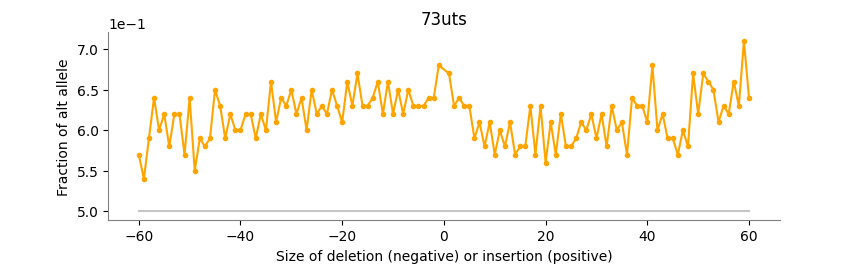 73uts
1e−1
7.0
6.5
6.0
5.5
5.0
Fraction of alt allele
−60 −40 −20 0 20 40 60
Size of deletion (negative) or insertion (positive)